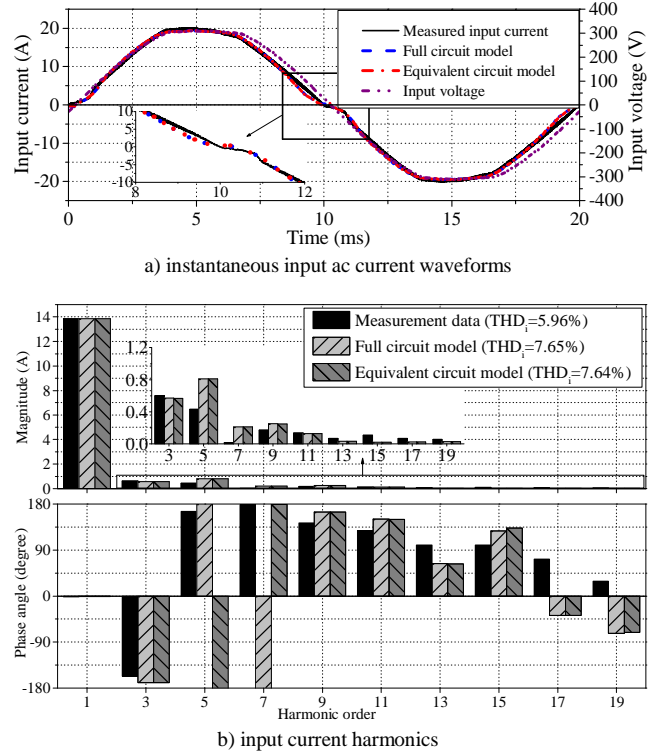 Measured input current
Full circuit model
Equivalent circuit model
Input voltage
Input current (A)
20
10
0
-10
-20
Input voltage (V)
400
300
200
100
0
-100
-200
-300
-400
10
5
0
-5
-10
8 10 12
0 5 10 15 20
Time (ms)
a) instantaneous input ac current waveforms
Measurement data (THDi=5.96%)
Full circuit model (THDi=7.65%)
Equivalent circuit model (THDi=7.64%)
Magnitude (A)
14
12
10
8
6
4
2
0
1.2
0.8
0.4
0.0
3 5 7 9 11 13 15 17 19
Phase angle (degree)
180
90
0
-90
-180
1 3 5 7 9 11 13 15 17 19
Harmonic order
b) input current harmonics